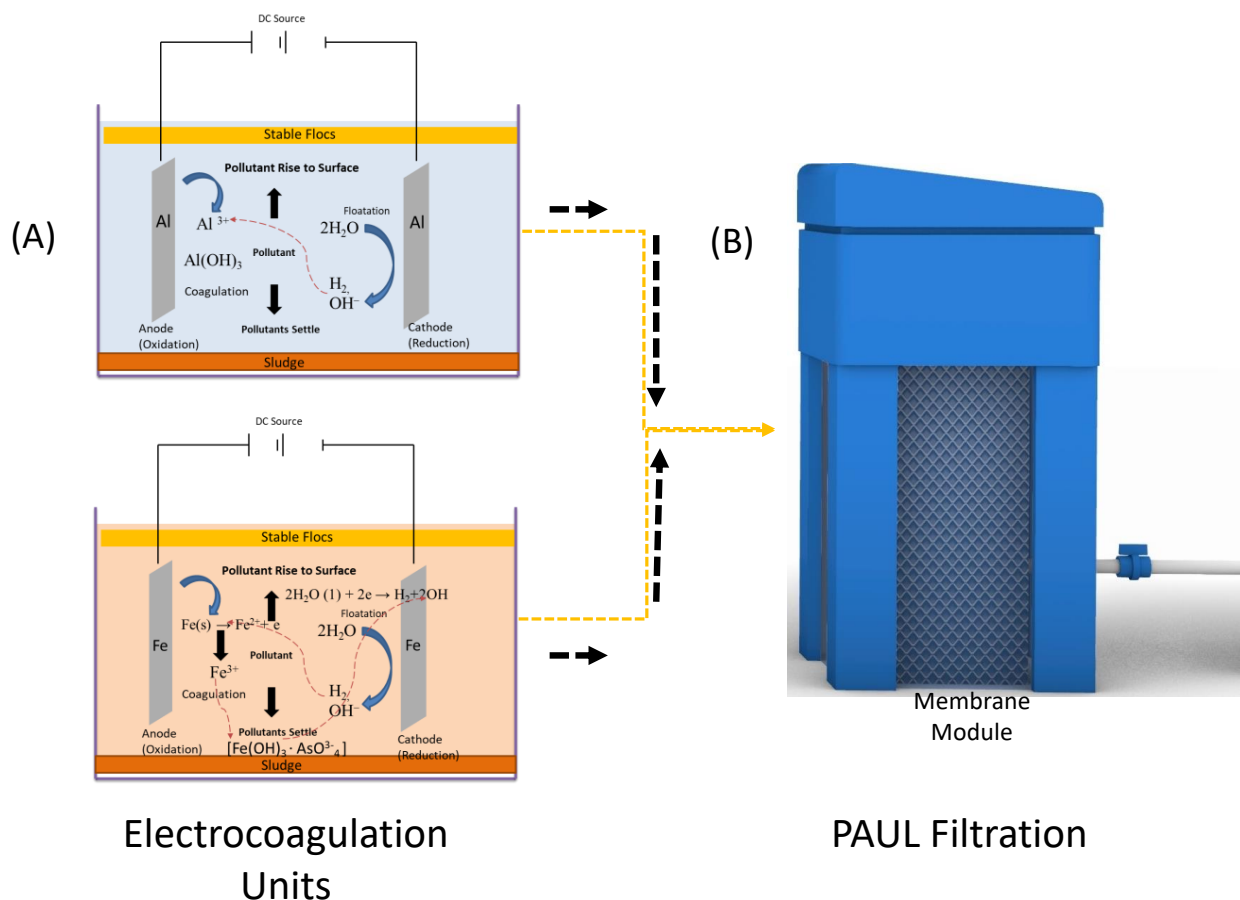 DC Source
Stable Flocs
Pollutant Rise to Surface
Al
Al ³⁺
Floatation
2H₂O
Al
Pollutant
Al(OH)₃
H₂,
OH⁻
Coagulation
Pollutants Settle
Anode
(Oxidation)
Cathode
(Reduction)
Sludge
(A)
DC Source
Stable Flocs
Pollutant Rise to Surface
2H₂O (1) + 2e → H₂+2OH
Floatation
Fe(s) → Fe²⁺+ e
2H₂O
Fe
Fe
Pollutant
Fe³⁺
Coagulation
H₂,
OH⁻
Pollutants Settle
[Fe(OH)₃ · AsO³⁻₄]
Anode
(Oxidation)
Cathode
(Reduction)
Sludge
Electrocoagulation
Units
(B)
Membrane
Module
PAUL Filtration